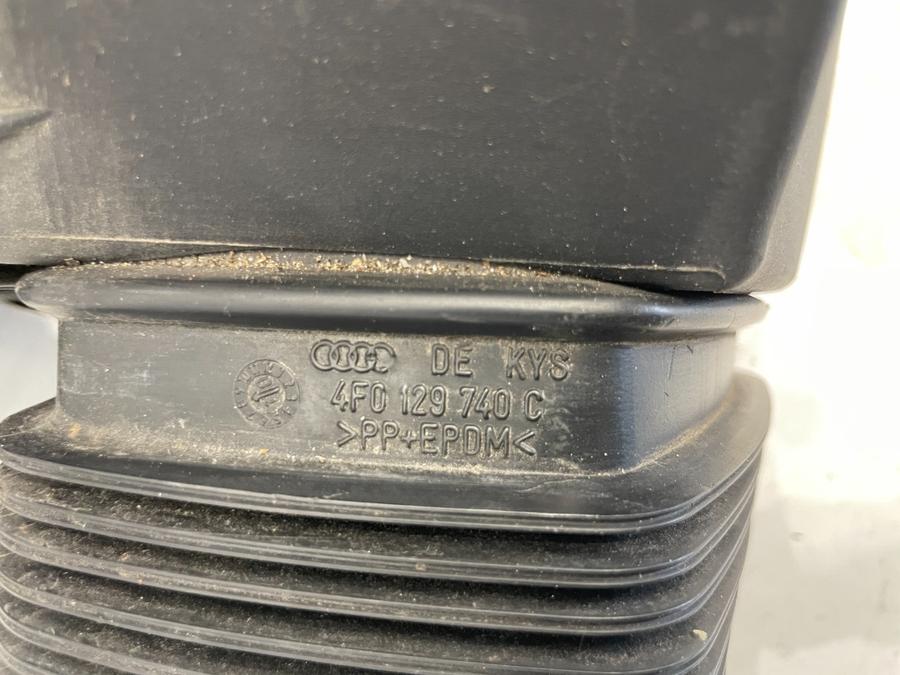 DE KYS
4F0 129 740 C
>PP+EPDM<